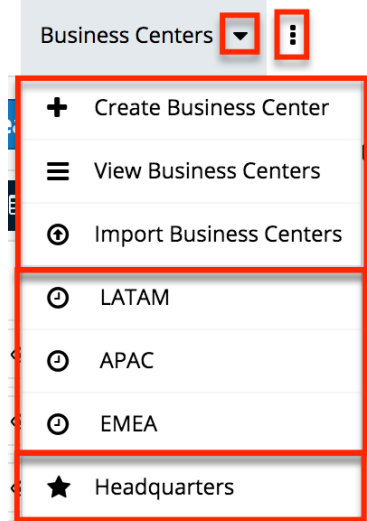 Business Centers
Create Business Center
View Business Centers
Import Business Centers
LATAM
APAC
EMEA
Headquarters